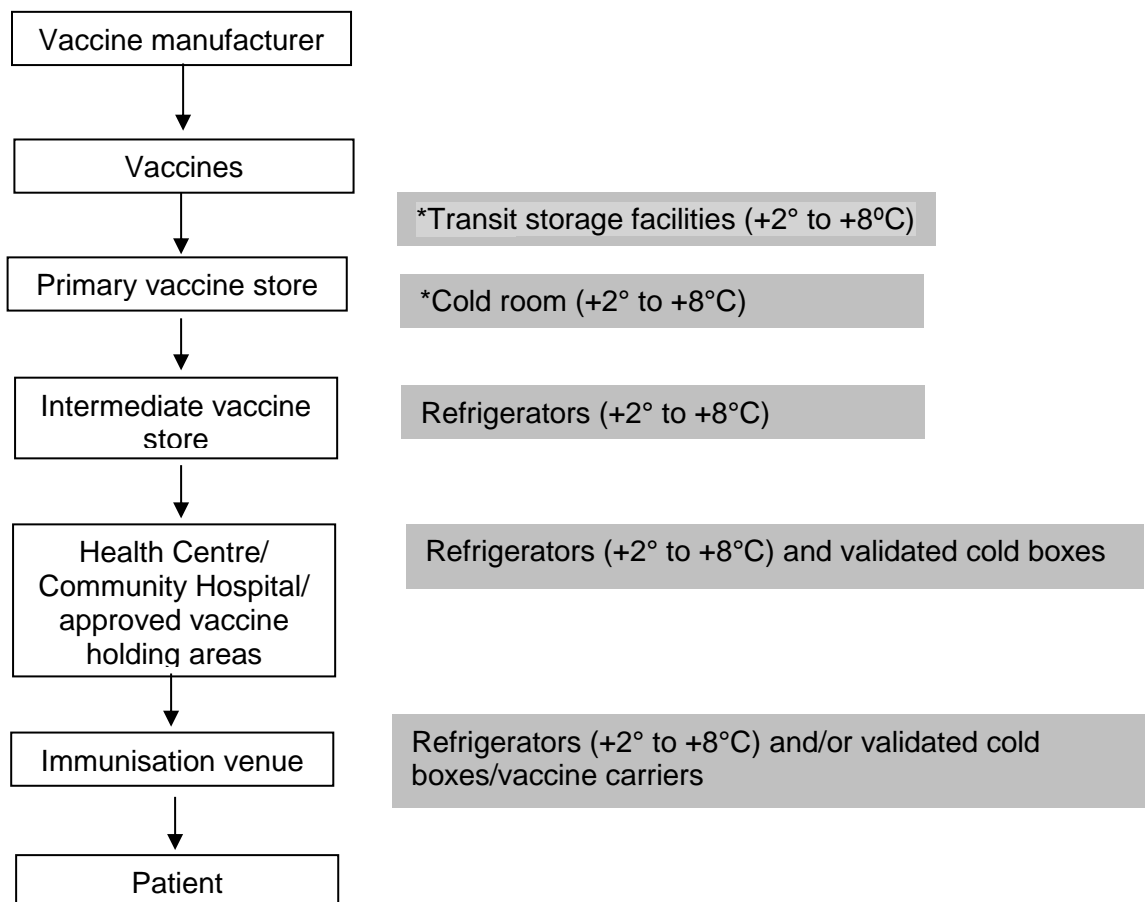 Vaccine manufacturer
Vaccines
*Transit storage facilities (+2° to +8ºC)
Primary vaccine store
*Cold room (+2° to +8°C)
Intermediate vaccine
store
Refrigerators (+2° to +8°C)
Health Centre/
Community Hospital/
approved vaccine
holding areas
Refrigerators (+2° to +8°C) and validated cold boxes
Immunisation venue
Refrigerators (+2° to +8°C) and/or validated cold
boxes/vaccine carriers
Patient